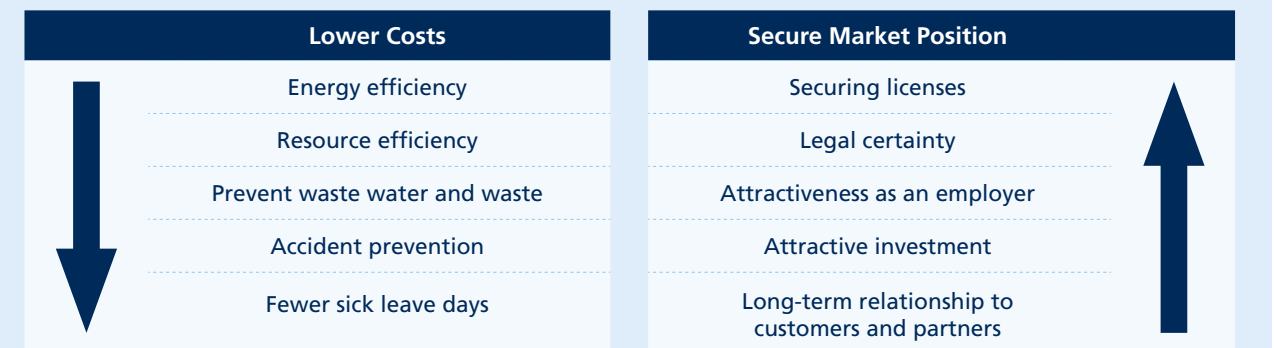 Lower Costs
Energy efficiency
Resource efficiency
Prevent waste water and waste
Accident prevention
Fewer sick leave days
Secure Market Position
Securing licenses
Legal certainty
Attractiveness as an employer
Attractive investment
Long-term relationship to
customers and partners